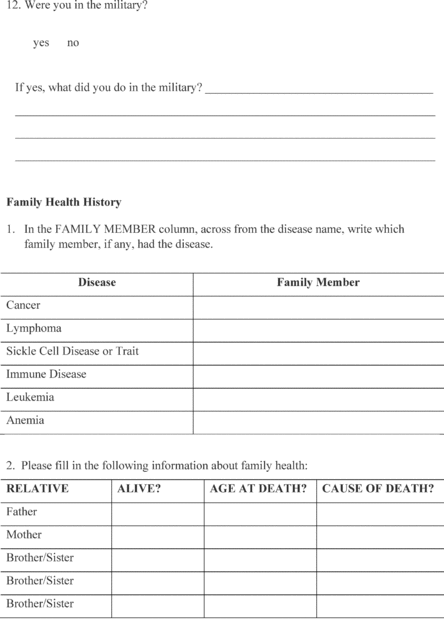 12. Were you in the military?
yes no
If yes, what did you do in the military?
Family Health History
1. In the FAMILY MEMBER column, across from the disease name, write which
family member, if any, had the disease.
Disease Family Member
Cancer
Lymphoma
Sickle Cell Disease or Trait
Immune Disease
Leukemia
Anemia
2. Please fill in the following information about family health:
RELATIVE ALIVE? AGE AT DEATH? CAUSE OF DEATH?
Father
Mother
Brother/Sister
Brother/Sister
Brother/Sister